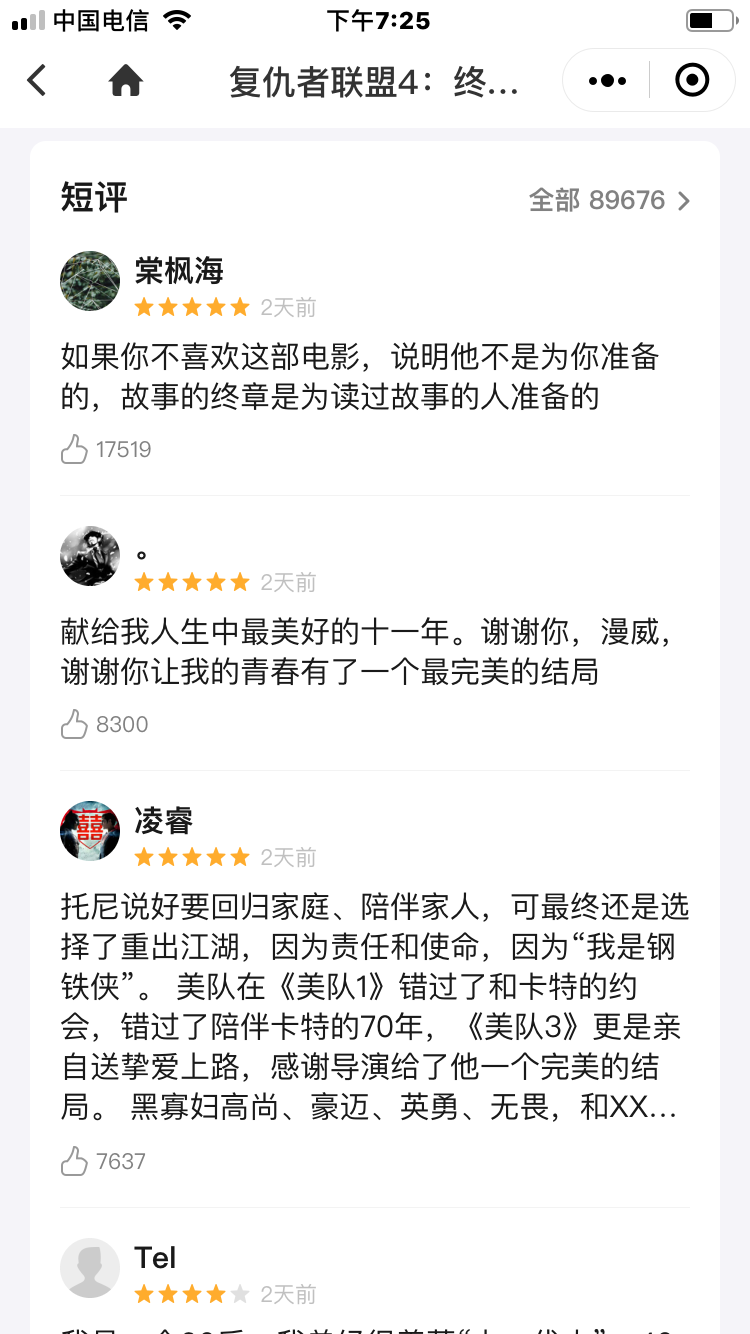 中国电信
下午7:25
复仇者联盟4：终...
短评
全部 89676
棠枫海
2天前
如果你不喜欢这部电影，说明他不是为你准备
的，故事的终章是为读过故事的人准备的
17519
。
2天前
献给我人生中最美好的十一年。谢谢你，漫威，
谢谢你让我的青春有了一个最完美的结局
8300
凌睿
2天前
托尼说好要回归家庭、陪伴家人，可最终还是选
择了重出江湖，因为责任和使命，因为“我是钢
铁侠”。 美队在《美队1》错过了和卡特的约
会，错过了陪伴卡特的70年，《美队3》更是亲
自送挚爱上路，感谢导演给了他一个完美的结
局。 黑寡妇高尚、豪迈、英勇、无畏，和XX...
7637
Tel
2天前